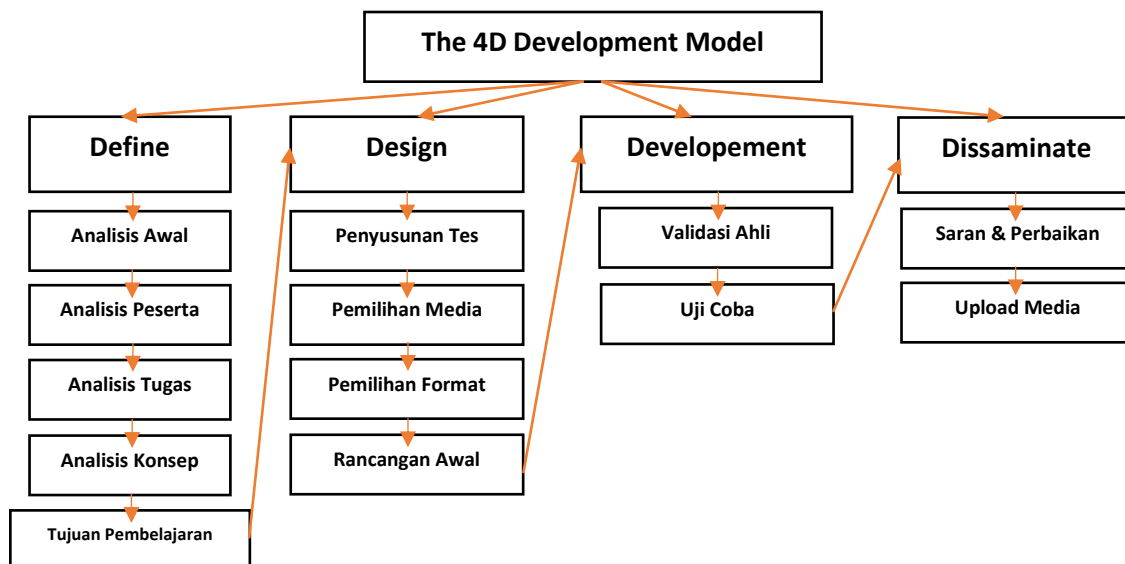 The 4D Development Model
Define
Analisis Awal
Analisis Peserta
Analisis Tugas
Analisis Konsep
Tujuan Pembelajaran
Design
Penyusunan Tes
Pemilihan Media
Pemilihan Format
Rancangan Awal
Developement
Validasi Ahli
Uji Coba
Dissaminate
Saran & Perbaikan
Upload Media